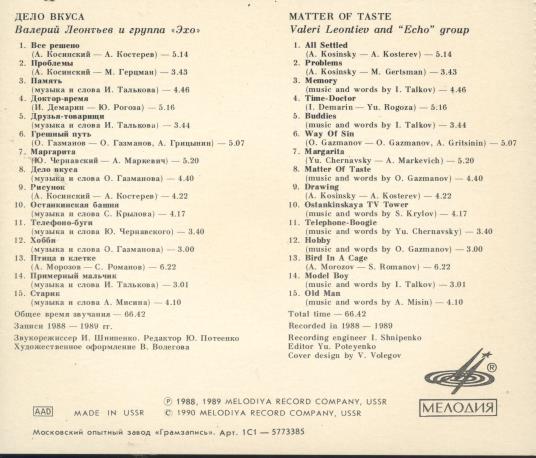 ДЕЛО ВКУСА
Валерий Леонтьев и группа «Эхо»
1. Все решено
(А. Косинский — А. Костерев) — 5.14
2. Проблемы
(А. Косинский — М. Герцман) — 3.43
3. Память
(музыка и слова И. Талькова) — 4.46
4. Доктор-время
(И. Демарин — Ю. Рогоза) — 5.16
5. Друзья-товарищи
(музыка и слова И. Талькова) — 3.44
6. Грешный путь
(О. Газманов — О. Газманов, А. Грицынин) — 5.07
7. Маргарита
(Ю. Чернавский — А. Маркевич) — 5.20
8. Дело вкуса
(музыка и слова О. Газманова) — 4.40
9. Рисунок
(А. Косинский — А. Костерев) — 4.22
10. Останкинская башня
(музыка и слова С. Крылова) — 4.17
11. Телефоно-буги
(музыка и слова Ю. Чернавского) — 3.40
12. Хобби
(музыка и слова О. Газманова) — 3.00
13. Птица в клетке
(А. Морозов — С. Романов) — 6.22
14. Примерный мальчик
(музыка и слова И. Талькова) — 3.01
15. Старик
(музыка и слова А. Мисина) — 4.10
Общее время звучания — 66.42
Записи 1988 — 1989 гг.
Звукорежиссер И. Шнипенко. Редактор Ю. Потеенко
Художественное оформление В. Волегова
MATTER OF TASTE
Valeri Leontiev and “Echo” group
1. All Settled
(A. Kosinsky — A. Kosterev) — 5.14
2. Problems
(A. Kosinsky — M. Gertsman) — 3.43
3. Memory
(music and words by I. Talkov) — 4.46
4. Time-Doctor
(I. Demarin — Yu. Rogoza) — 5.16
5. Buddies
(music and words by I. Talkov) — 3.44
6. Way Of Sin
(O. Gazmanov — O. Gazmanov, A. Gritsinin) — 5.07
7. Margarita
(Yu. Chernavsky — A. Markevich) — 5.20
8. Matter Of Taste
(music and words by O. Gazmanov) — 4.40
9. Drawing
(A. Kosinsky — A. Kosterev) — 4.22
10. Ostankinskaya TV Tower
(music and words by S. Krylov) — 4.17
11. Telephone-Boogie
(music and words by Yu. Chernavsky) — 3.40
12. Hobby
(music and words by O. Gazmanov) — 3.00
13. Bird In A Cage
(A. Morozov — S. Romanov) — 6.22
14. Model Boy
(music and words by I. Talkov) — 3.01
15. Old Man
(music and words by A. Misin) — 4.10
Total time — 66.42
Recorded in 1988 — 1989
Recording engineer I. Shnipenko
Editor Yu. Poteyenko
Cover design by V. Volegov
®
МЕЛОДИЯ
AAD
MADE IN USSR
Ⓟ 1988, 1989 MELODIYA RECORD COMPANY, USSR
© 1990 MELODIYA RECORD COMPANY, USSR
Московский опытный завод «Грамзапись». Арт. 1С1 — 5773385